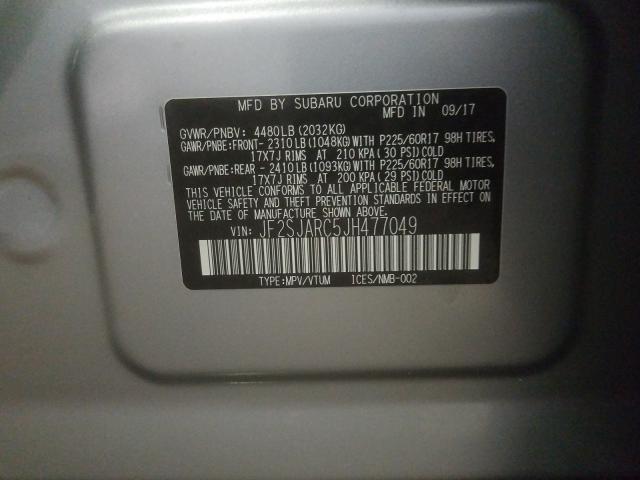 MFD BY SUBARU CORPORATION
MFD IN 09/17
GVWR/PNBV: 4480LB(2032KG)
GAWR/PNBE:FRONT- 2310LB(1048KG)WITH P225/60R17 98H TIRES,
17X7J RIMS AT 210 KPA(30 PSI)COLD
GAWR/PNBE:REAR - 2410LB(1093KG)WITH P225/60R17 98H TIRES,
17X7J RIMS AT 200 KPA(29 PSI)COLD
THIS VEHICLE CONFORMS TO ALL APPLICABLE FEDERAL MOTOR
VEHICLE SAFETY AND THEFT PREVENTION STANDARDS IN EFFECT
ON THE DATE OF MANUFACTURE SHOWN ABOVE.
VIN: JF2SJARC5JH477049
TYPE:MPV/VTUM ICES/NMB-002